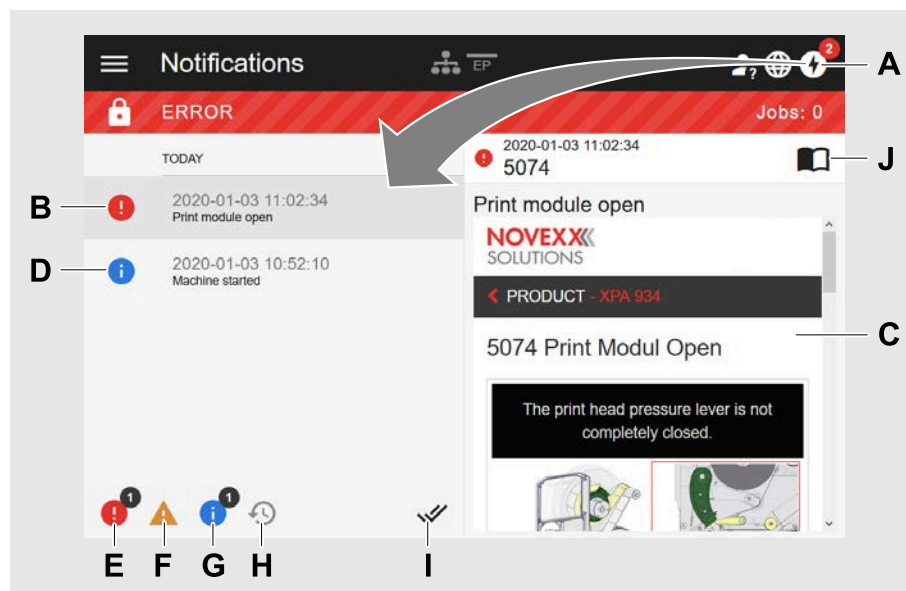 Notifications
EP
?
2
A
ERROR
Jobs: 0
TODAY
2020-01-03 11:02:34
5074
J
B
2020-01-03 11:02:34
Print module open
Print module open
NOVEXX
SOLUTIONS
D
2020-01-03 10:52:10
Machine started
PRODUCT - XPA 934
C
5074 Print Modul Open
The print head pressure lever is not
completely closed.
1
1
E
F
G
H
I